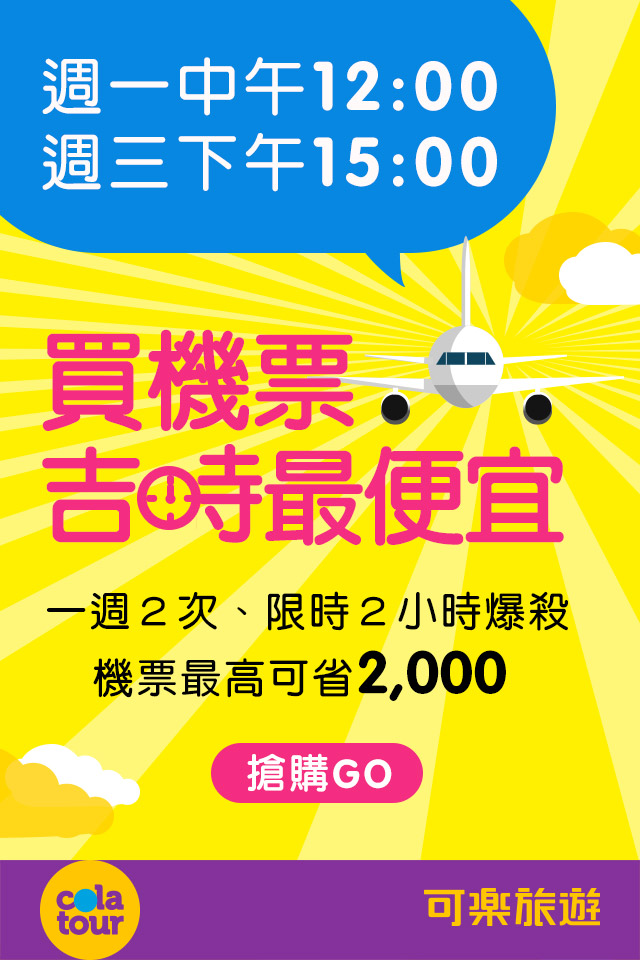 週一中午12:00
週三下午15:00
買機票
吉時最便宜
一週２次、限時２小時爆殺
機票最高可省2,000
搶購GO
cola
tour
可楽旅遊